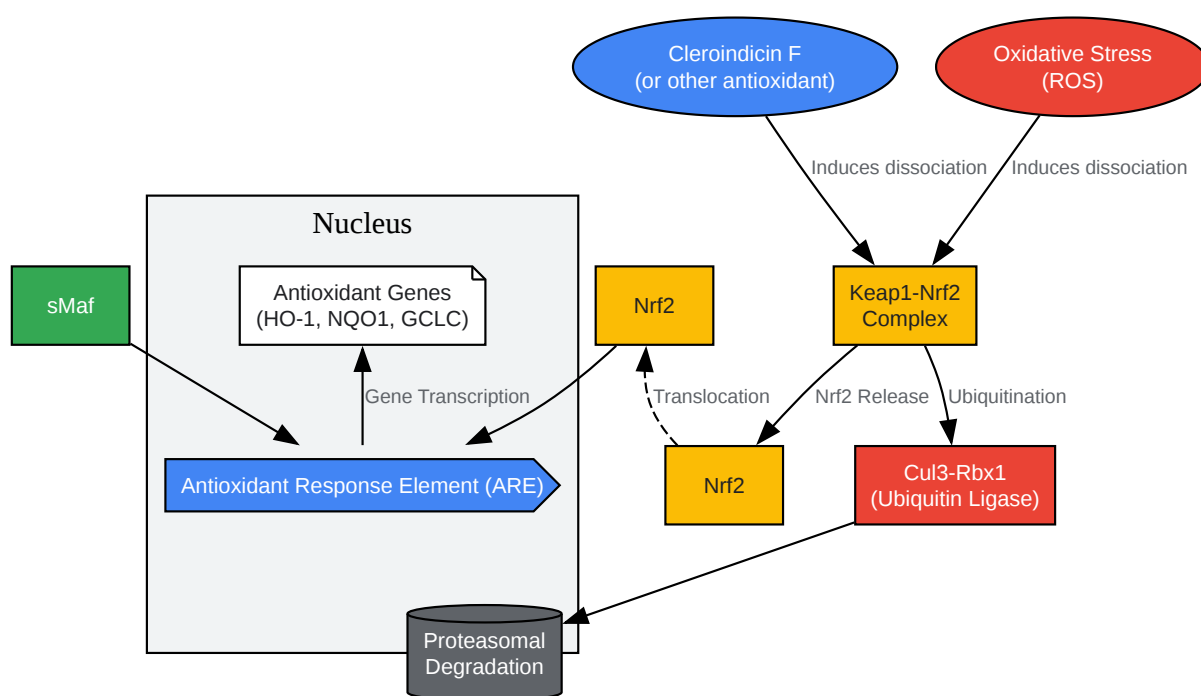 Cleroindicin F
(or other antioxidant)
Oxidative Stress
(ROS)
Induces dissociation
Induces dissociation
Nucleus
sMaf
Antioxidant Genes
(HO-1, NQO1, GCLC)
Nrf2
Keap1-Nrf2
Complex
Gene Transcription
Translocation
Nrf2 Release
Ubiquitination
Antioxidant Response Element (ARE)
Nrf2
Cul3-Rbx1
(Ubiquitin Ligase)
Proteasomal
Degradation